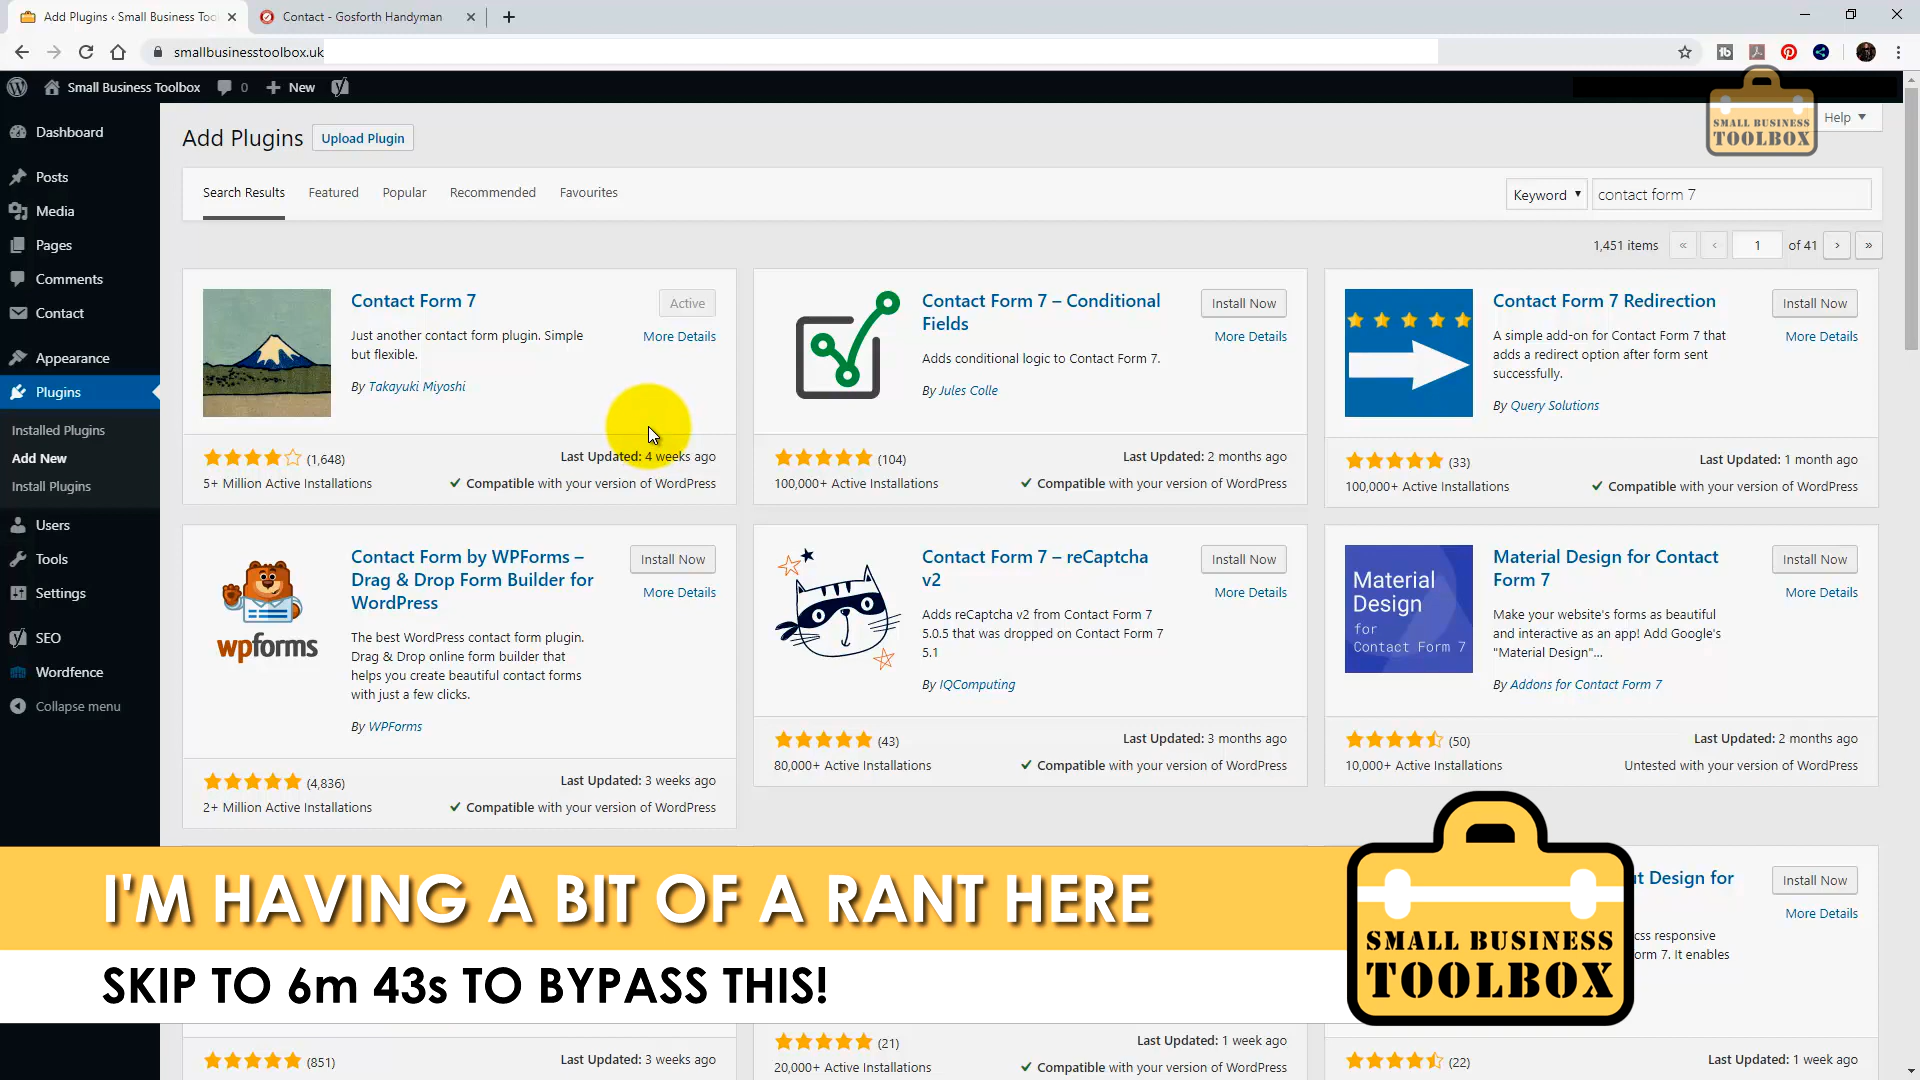 Add Plugins ‹ Small Business Too
Contact - Gosforth Handyman
smallbusinesstoolbox.uk
Small Business Toolbox
0
New
Dashboard
Posts
Media
Pages
Comments
Contact
Appearance
Plugins
Installed Plugins
Add New
Install Plugins
Users
Tools
Settings
SEO
Wordfence
Collapse menu
Add Plugins
Upload Plugin
SMALL BUSINESS
TOOLBOX
Help
Search Results
Featured
Popular
Recommended
Favourites
Keyword
contact form 7
1,451 items
«
‹
1
of 41
›
»
Contact Form 7
Active
More Details
Just another contact form plugin. Simple
but flexible.
By Takayuki Miyoshi
(1,648)
Last Updated: 4 weeks ago
5+ Million Active Installations
Compatible with your version of WordPress
Contact Form 7 – Conditional
Fields
Install Now
More Details
Adds conditional logic to Contact Form 7.
By Jules Colle
(104)
Last Updated: 2 months ago
100,000+ Active Installations
Compatible with your version of WordPress
Contact Form 7 Redirection
Install Now
More Details
A simple add-on for Contact Form 7 that
adds a redirect option after form sent
successfully.
By Query Solutions
(33)
Last Updated: 1 month ago
100,000+ Active Installations
Compatible with your version of WordPress
wpforms
Contact Form by WPForms –
Drag & Drop Form Builder for
WordPress
Install Now
More Details
The best WordPress contact form plugin.
Drag & Drop online form builder that
helps you create beautiful contact forms
with just a few clicks.
By WPForms
(4,836)
Last Updated: 3 weeks ago
2+ Million Active Installations
Compatible with your version of WordPress
Contact Form 7 – reCaptcha
v2
Install Now
More Details
Adds reCaptcha v2 from Contact Form 7
5.0.5 that was dropped on Contact Form 7
5.1
By IQComputing
(43)
Last Updated: 3 months ago
80,000+ Active Installations
Compatible with your version of WordPress
Material
Design
for
Contact Form 7
Material Design for Contact
Form 7
Install Now
More Details
Make your website's forms as beautiful
and interactive as an app! Add Google's
"Material Design"...
By Addons for Contact Form 7
(50)
Last Updated: 2 months ago
10,000+ Active Installations
Untested with your version of WordPress
I'M HAVING A BIT OF A RANT HERE
SKIP TO 6m 43s TO BYPASS THIS!
SMALL BUSINESS
TOOLBOX
Design for
Install Now
More Details
css responsive
7. It enables
(851)
Last Updated: 3 weeks ago
(21)
Last Updated: 1 week ago
20,000+ Active Installations
Compatible with your version of WordPress
(22)
Last Updated: 1 week ago